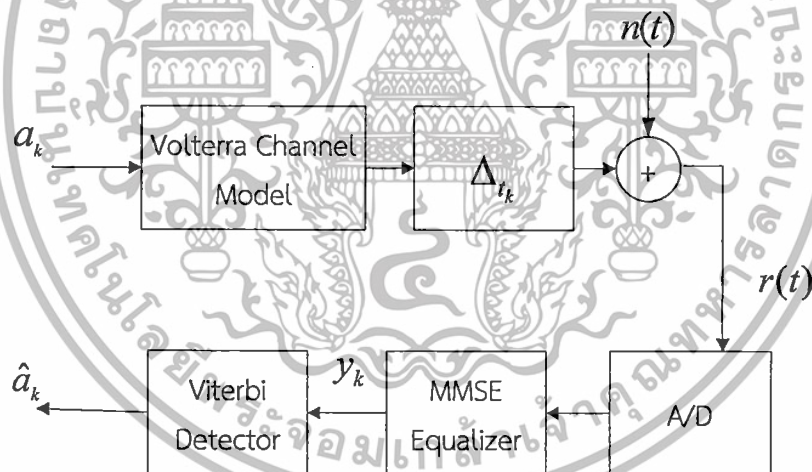 n(t)
a_k
Volterra Channel
Model
Δ_{t_k}
+
r(t)
â_k
Viterbi
Detector
y_k
MMSE
Equalizer
A/D